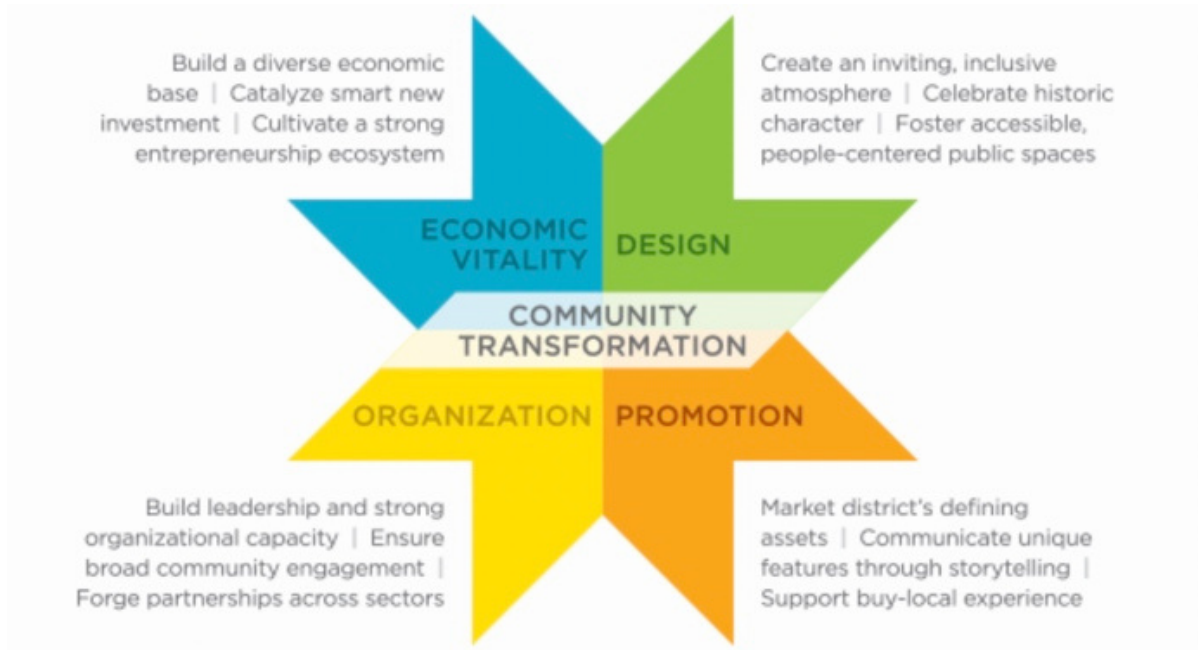 Build a diverse economic
base | Catalyze smart new
investment | Cultivate a strong
entrepreneurship ecosystem
Create an inviting, inclusive
atmosphere | Celebrate historic
character | Foster accessible,
people-centered public spaces
ECONOMIC
VITALITY
DESIGN
COMMUNITY
TRANSFORMATION
ORGANIZATION
PROMOTION
Build leadership and strong
organizational capacity | Ensure
broad community engagement |
Forge partnerships across sectors
Market district's defining
assets | Communicate unique
features through storytelling |
Support buy-local experience